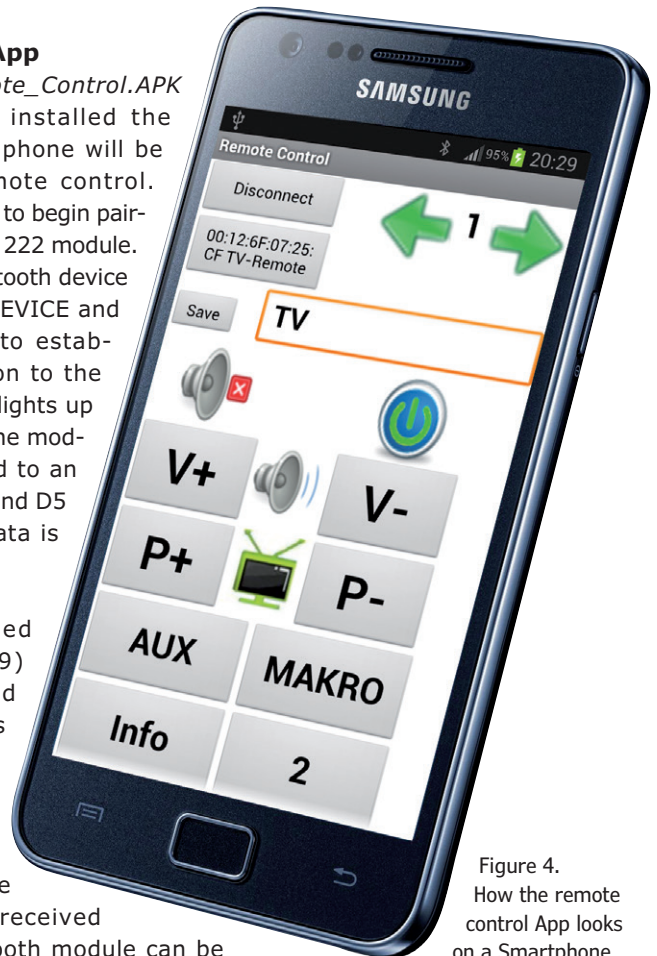 App
ote_Control.APK
installed the
phone will be
mote control.
to begin pair-
222 module.
tooth device
EVICE and
to estab-
on to the
lights up
he mod-
d to an
and D5
ata is
ed
9)
d
s
e
received
ooth module can be
SAMSUNG
95% 20:29
Remote Control
Disconnect
1
00:12:6F:07:25:
CF TV-Remote
Save
TV
V+
V-
P+
P-
AUX
MAKRO
Info
2
Figure 4.
How the remote
control App looks
on a Smartphone